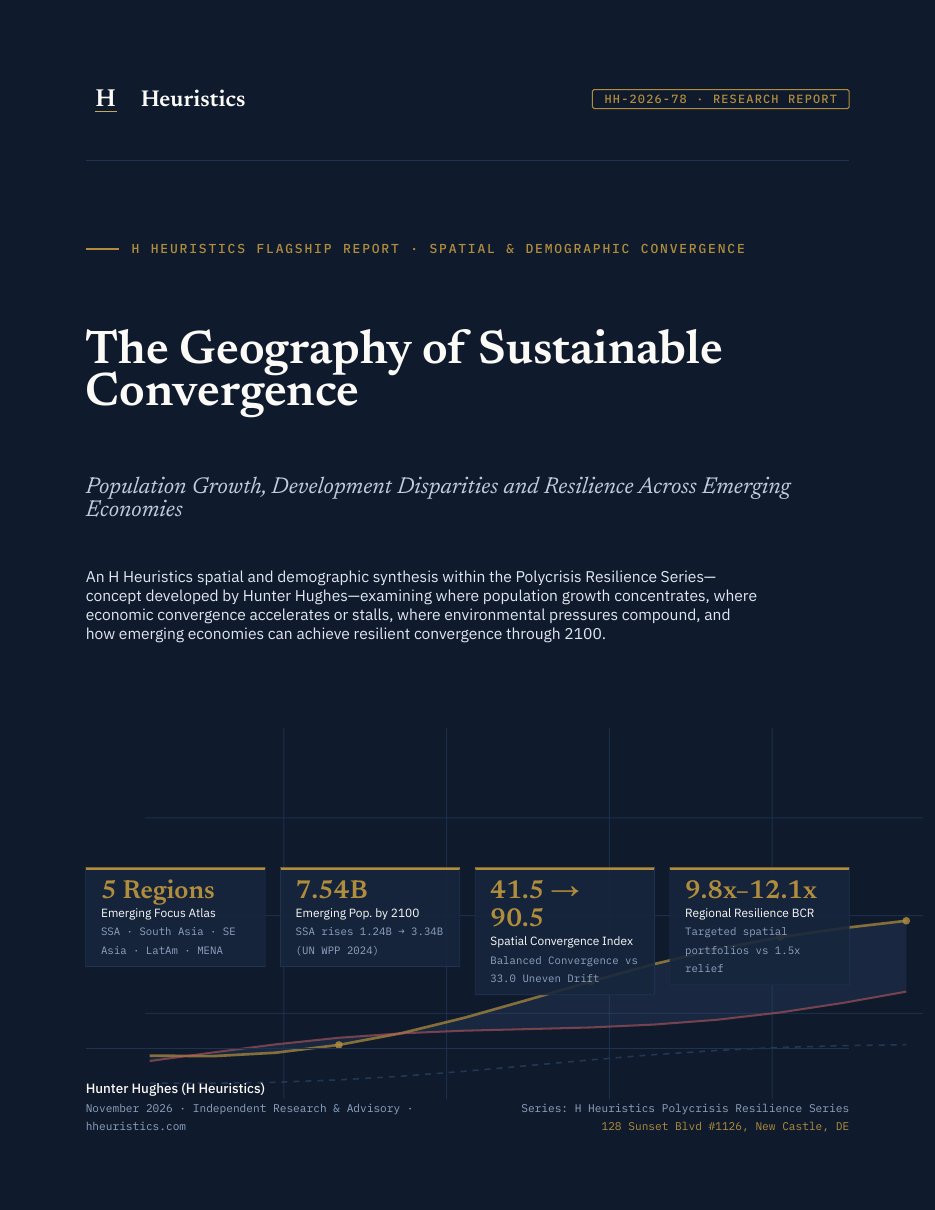 H Heuristics
HH-2026-78 · RESEARCH REPORT
H HEURISTICS FLAGSHIP REPORT · SPATIAL & DEMOGRAPHIC CONVERGENCE
The Geography of Sustainable
Convergence
Population Growth, Development Disparities and Resilience Across Emerging
Economies
An H Heuristics spatial and demographic synthesis within the Polycrisis Resilience Series—
concept developed by Hunter Hughes—examining where population growth concentrates, where
economic convergence accelerates or stalls, where environmental pressures compound, and
how emerging economies can achieve resilient convergence through 2100.
5 Regions
Emerging Focus Atlas
SSA · South Asia · SE
Asia · LatAm · MENA
7.54B
Emerging Pop. by 2100
SSA rises 1.24B → 3.34B
(UN WPP 2024)
41.5 →
90.5
Spatial Convergence Index
Balanced Convergence vs
33.0 Uneven Drift
9.8x–12.1x
Regional Resilience BCR
Targeted spatial
portfolios vs 1.5x
relief
Hunter Hughes (H Heuristics)
November 2026 · Independent Research & Advisory ·
hheuristics.com
Series: H Heuristics Polycrisis Resilience Series
128 Sunset Blvd #1126, New Castle, DE